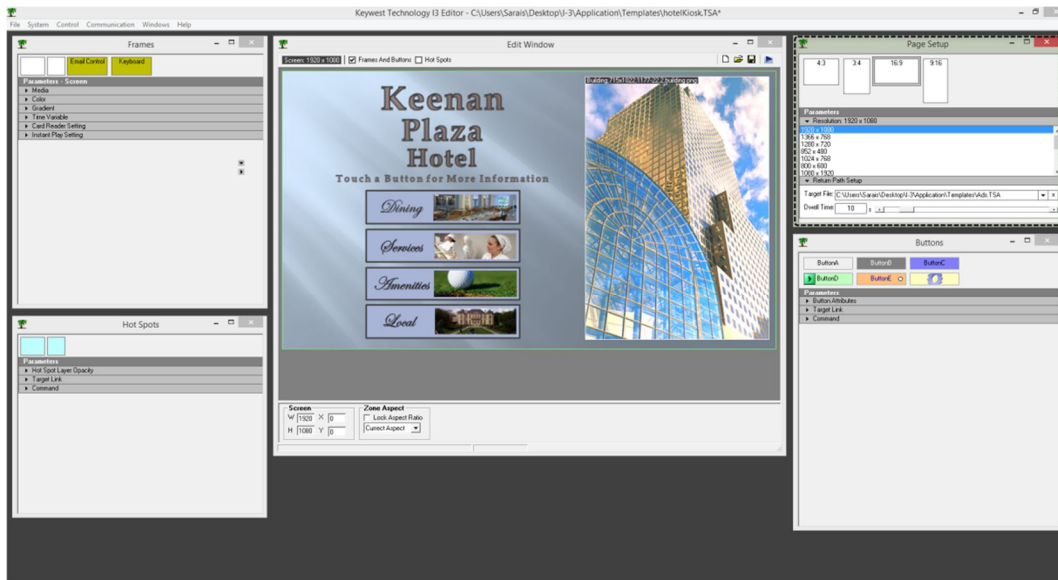 Keywest Technology I3 Editor - C:\Users\Sarais\Desktop\I-3\Application\Templates\hotelKiosk.TSA*
File System Control Communication Windows Help
Frames
Email Control
Keyboard
Parameters - Screen
Media
Color
Gradient
Time Variable
Card Reader Setting
Instant Play Setting
Hot Spots
Parameters
Hot Spot Layer Opacity
Target Link
Command
Edit Window
Screen: 1920 x 1080
Frames And Buttons
Hot Spots
Keenan
Plaza
Hotel
Touch a Button for More Information
Dining
Services
Amenities
Local
Screen
W 1920 X 0
H 1080 Y 0
Zone Aspect
Lock Aspect Ratio
Page Setup
4:3 3:4 16:9 9:16
Parameters
Resolution: 1920 x 1080
1920 x 1080
1366 x 768
1280 x 720
852 x 480
1024 x 768
800 x 600
1080 x 1920
Return Path Setup
Target File: C:\Users\Sarais\Desktop\I-3\Application\Templates\Ads.TSA
Dwell Time: 10 s
Buttons
ButtonA ButtonB ButtonC
ButtonD ButtonE
Parameters
Button Attributes
Target Link
Command